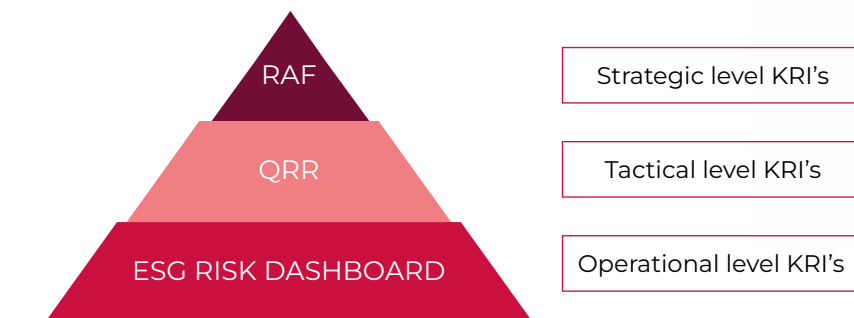 RAF
Strategic level KRI's
QRR
Tactical level KRI's
ESG RISK DASHBOARD
Operational level KRI's